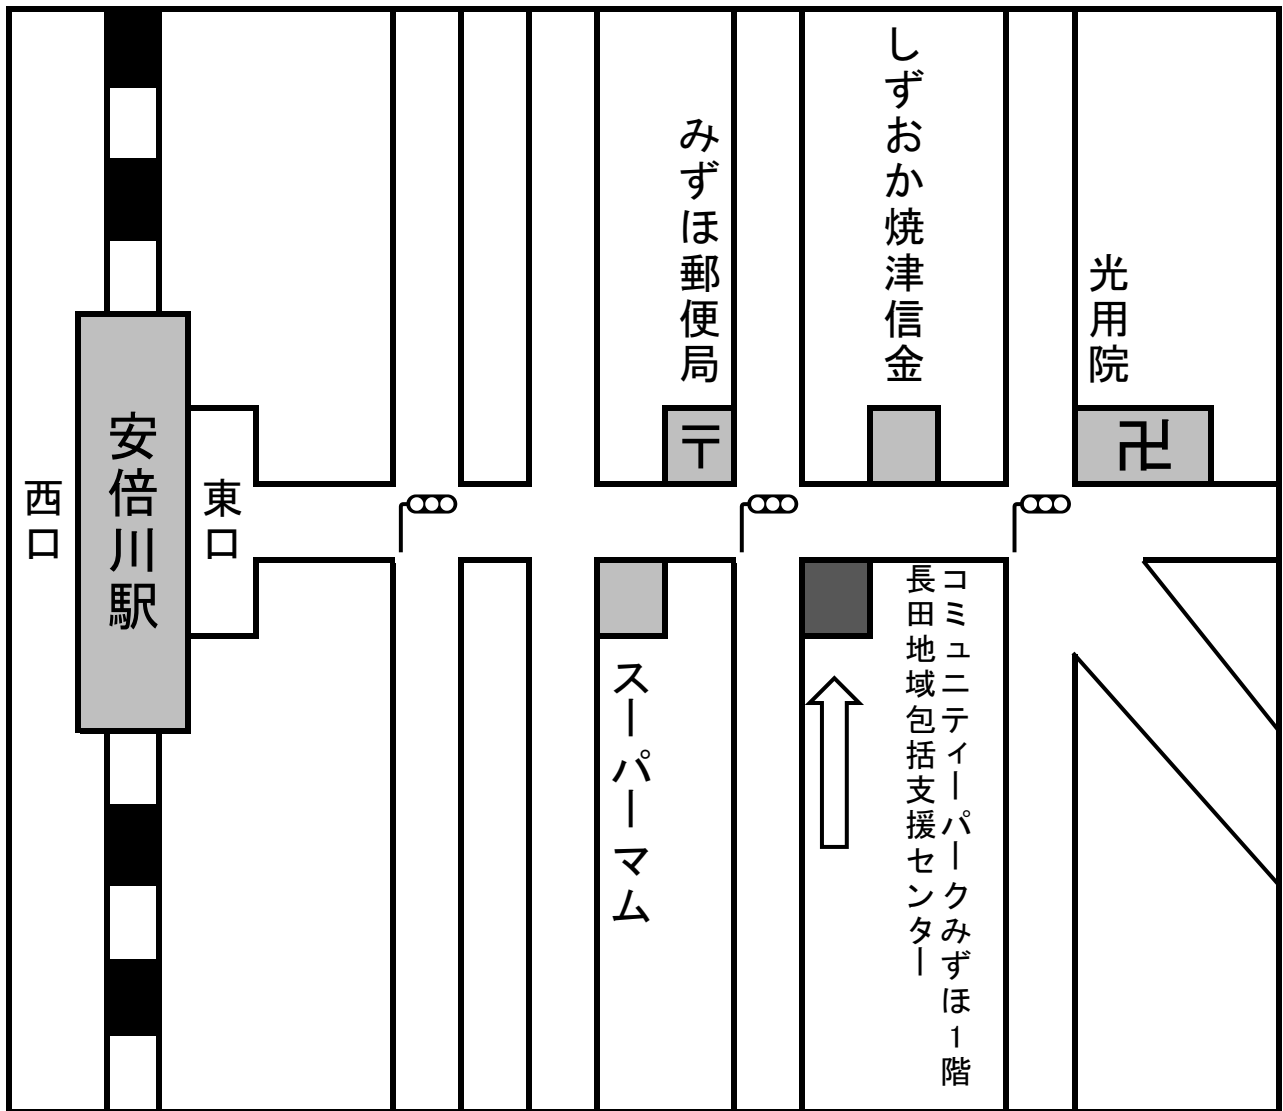 西口
安倍川駅
東口
みずほ郵便局
〒
しずおか焼津信金
光用院
卍
スーパーマム
コミュニティーパークみずほ1階
長田地域包括支援センター